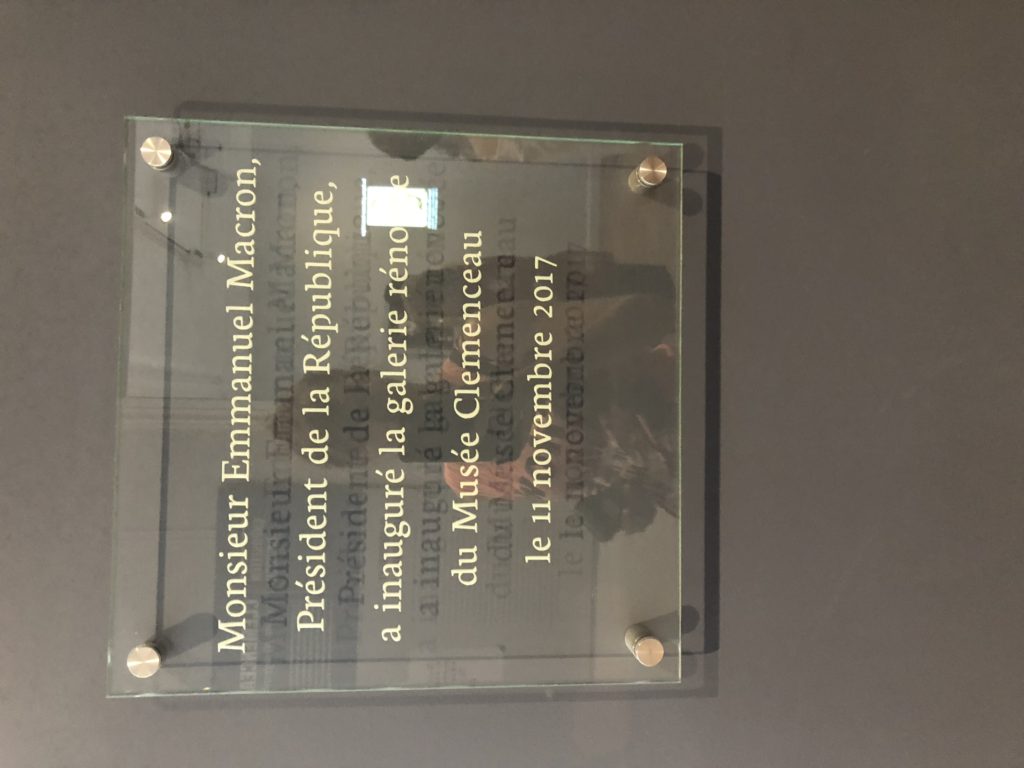 Monsieur Emmanuel Macron,
Président de la République,
a inauguré la galerie rénovée
du Musée Clemenceau
le 11 novembre 2017